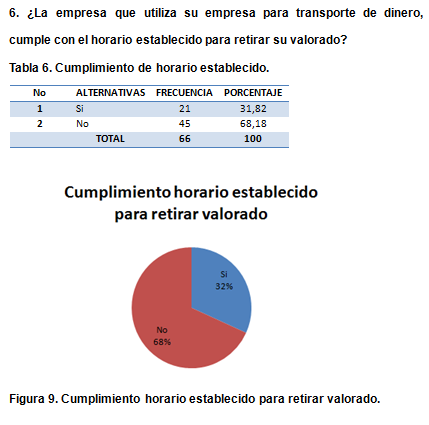 6. ¿La empresa que utiliza su empresa para transporte de dinero,
cumple con el horario establecido para retirar su valorado?
Tabla 6. Cumplimiento de horario establecido.
No ALTERNATIVAS FRECUENCIA PORCENTAJE
1 Si 21 31,82
2 No 45 68,18
TOTAL 66 100
Cumplimiento horario establecido
para retirar valorado
Si
32%
No
68%
Figura 9. Cumplimiento horario establecido para retirar valorado.